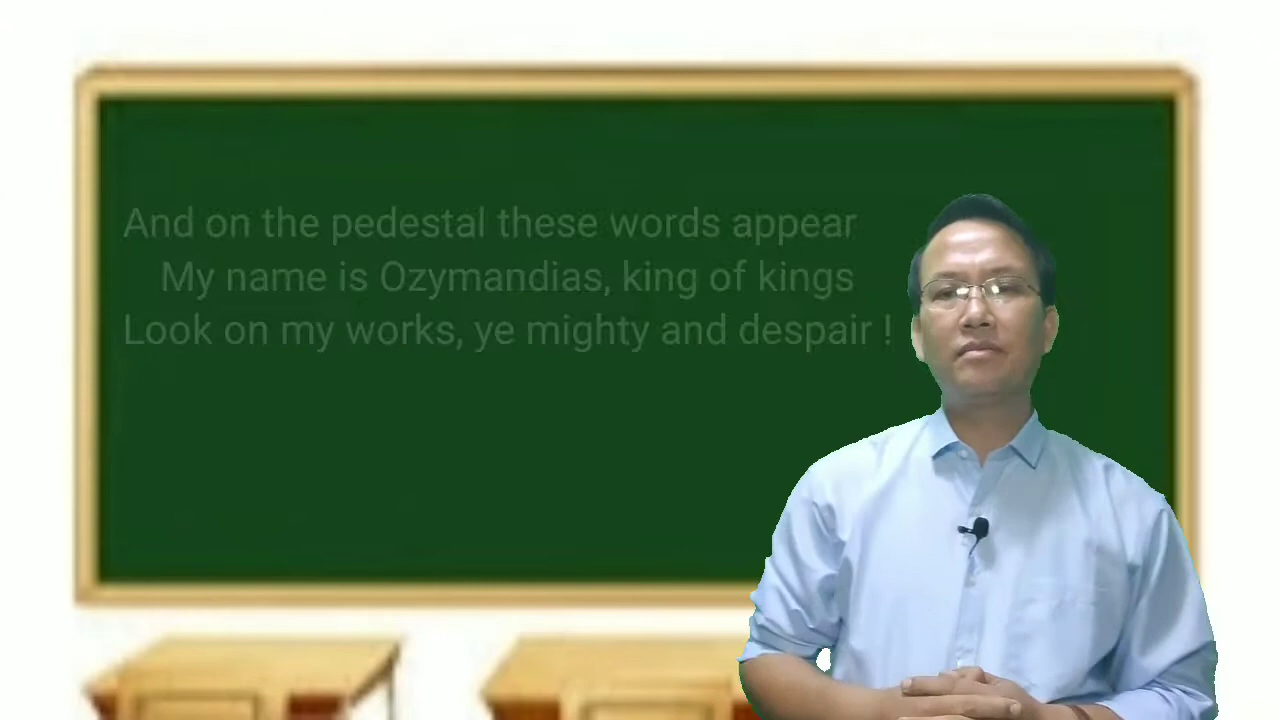 And on the pedestal these words appear
My name is Ozymandias, king of kings
Look on my works, ye mighty and despair !